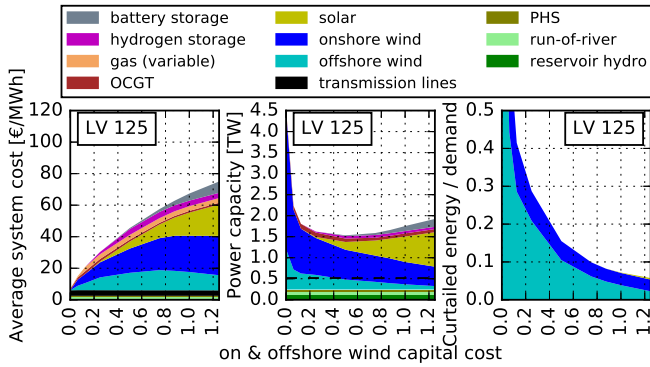 battery storage
hydrogen storage
gas (variable)
OCGT
solar
onshore wind
offshore wind
transmission lines
PHS
run-of-river
reservoir hydro
Average system cost [€/MWh]
120
100
80
60
40
20
0
LV 125
0.0 0.2 0.4 0.6 0.8 1.0 1.2
Power capacity [TW]
4.5
4.0
3.5
3.0
2.5
2.0
1.5
1.0
0.5
0.0
LV 125
0.0 0.2 0.4 0.6 0.8 1.0 1.2
Curtailed energy / demand
0.5
0.4
0.3
0.2
0.1
0.0
LV 125
0.0 0.2 0.4 0.6 0.8 1.0 1.2
on & offshore wind capital cost